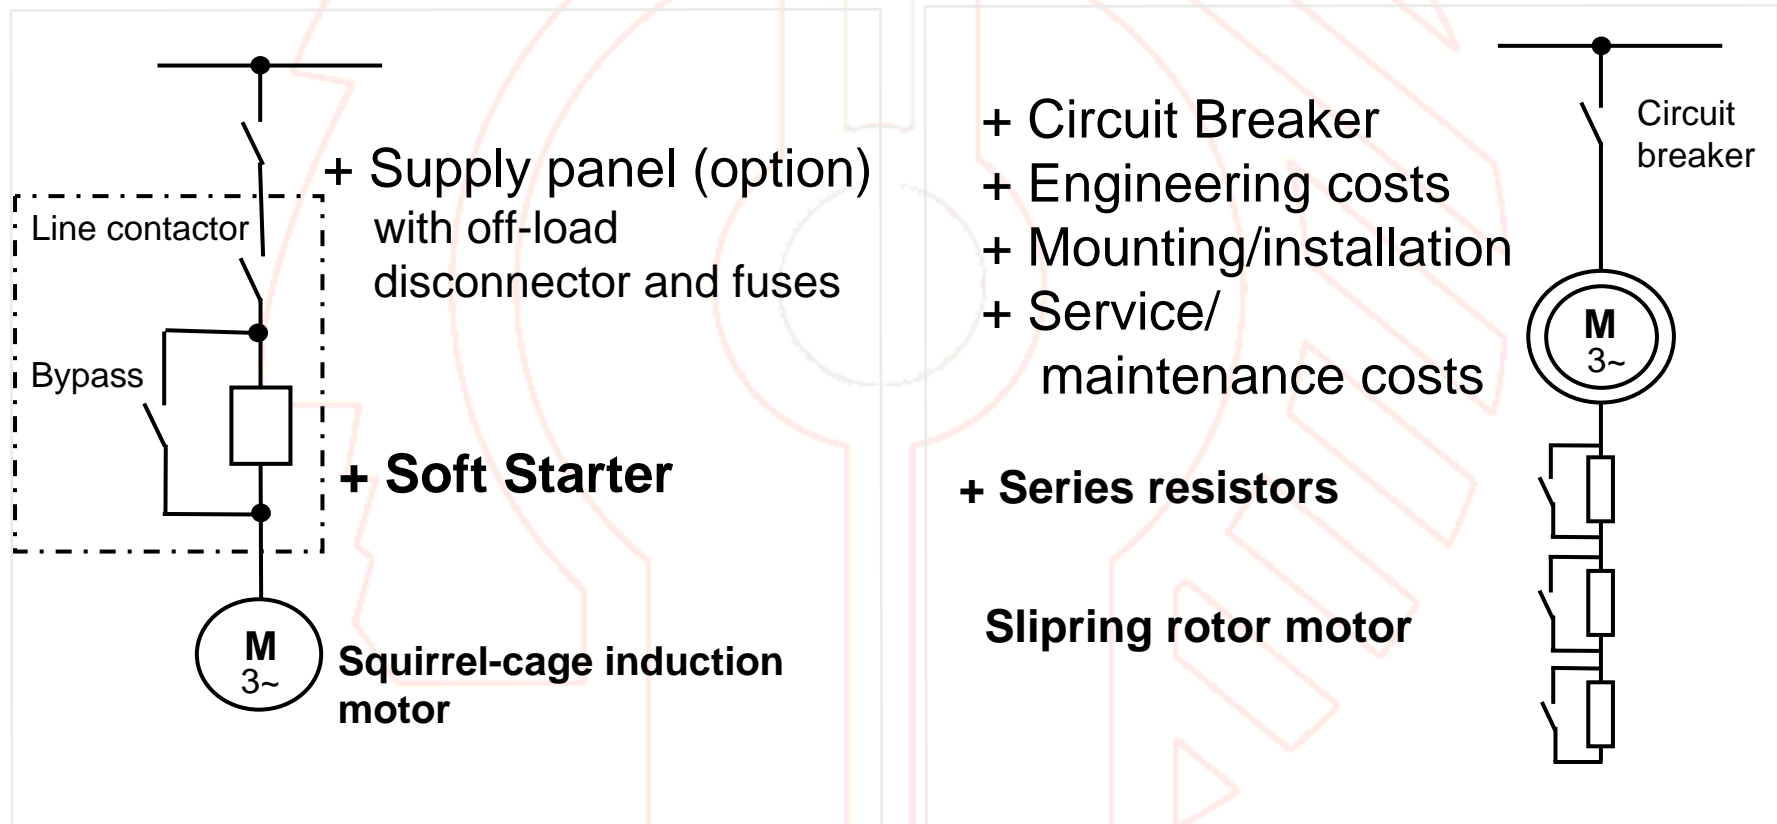 + Supply panel (option)
with off-load
disconnector and fuses
Line contactor
Bypass
+ Soft Starter
M
3~
Squirrel-cage induction
motor
+ Circuit Breaker
+ Engineering costs
+ Mounting/installation
+ Service/
maintenance costs
+ Series resistors
Slipring rotor motor
Circuit
breaker
M
3~